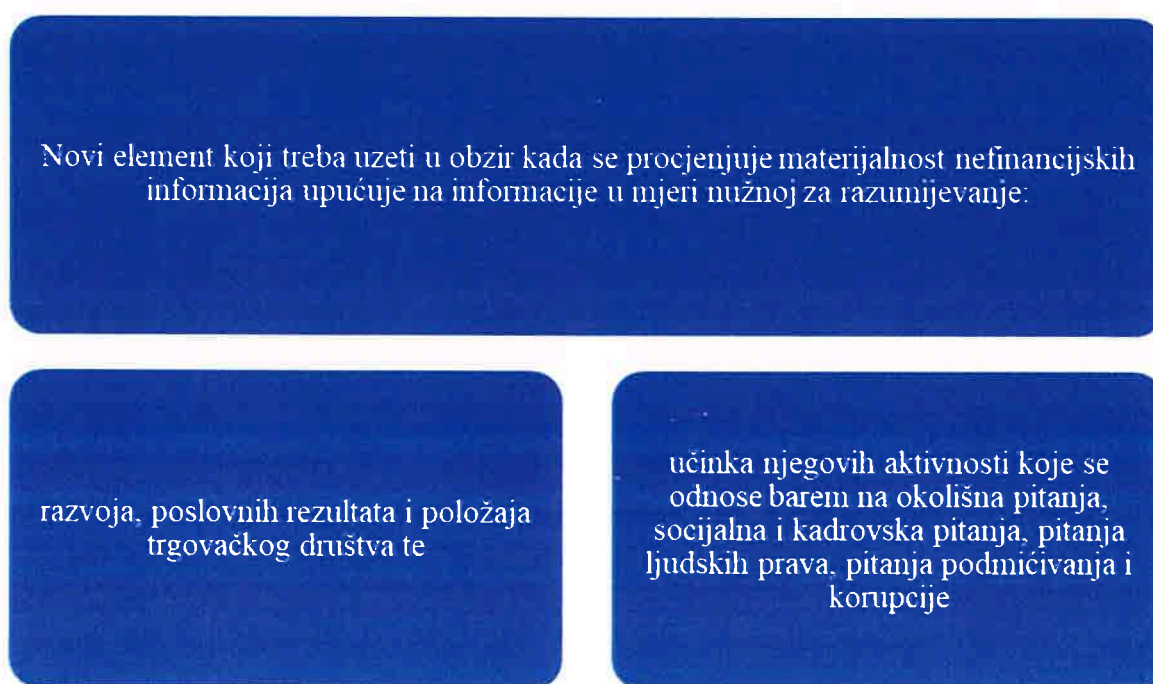 Novi element koji treba uzeti u obzir kada se procjenjuje materijalnost nefinancijskih
informacija upućuje na informacije u mjeri nužnoj za razumijevanje:
razvoja, poslovnih rezultata i položaja
trgovačkog društva te
učinka njegovih aktivnosti koje se
odnose barem na okolišna pitanja,
socijalna i kadrovska pitanja, pitanja
ljudskih prava, pitanja podmićivanja i
korupcije